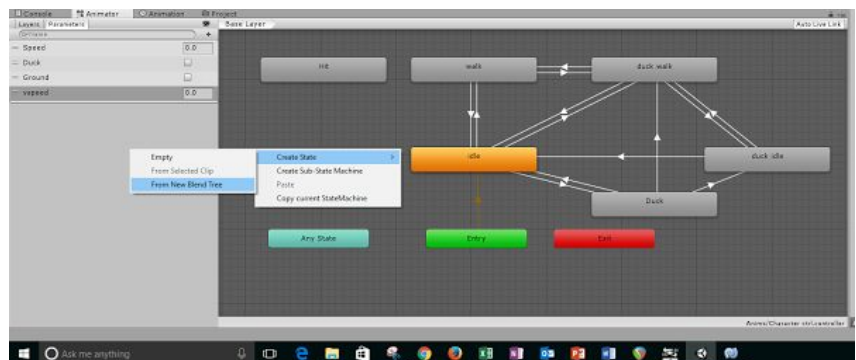 Console Animator Animation Project
Layers Parameters Base Layer Auto Live Link
Name
Speed 0.0
Duck
Ground
vspeed 0.0
Hit walk duck walk
Empty Create State
From Selected Clip Create Sub-State Machine
From New Blend Tree Paste
Copy current StateMachine
idle duck idle
Duck
Any State Entry Exit
Ask me anything